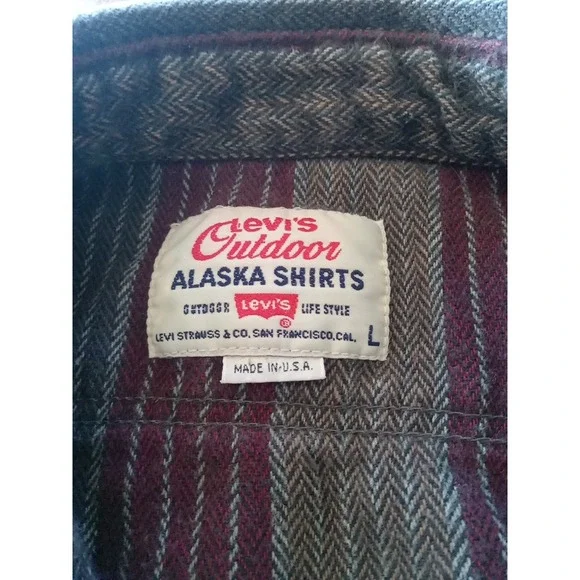 Levi's
Outdoor
ALASKA SHIRTS
OUTDOOR Levi's ® LIFE STYLE
LEVI STRAUSS & CO. SAN FRANCISCO, CAL. L
MADE IN U.S.A.